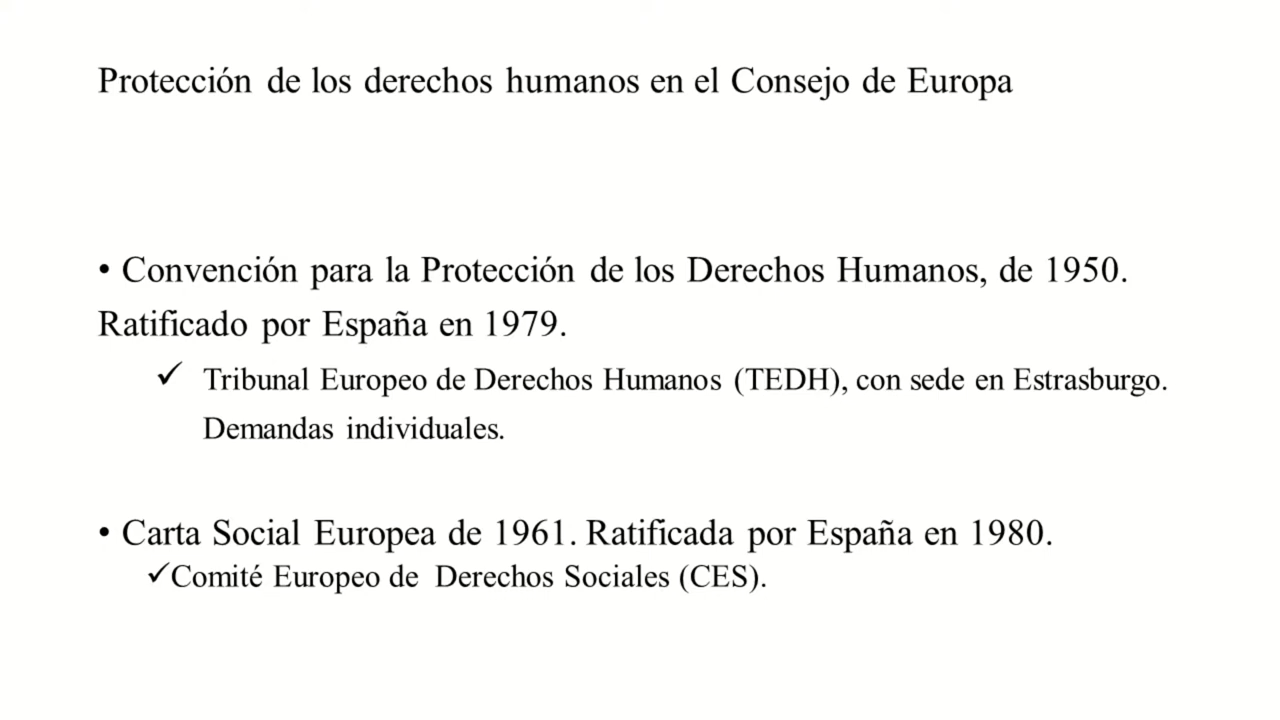 Protección de los derechos humanos en el Consejo de Europa
• Convención para la Protección de los Derechos Humanos, de 1950.
Ratificado por España en 1979.
✓ Tribunal Europeo de Derechos Humanos (TEDH), con sede en Estrasburgo.
Demandas individuales.
• Carta Social Europea de 1961. Ratificada por España en 1980.
✓Comité Europeo de Derechos Sociales (CES).